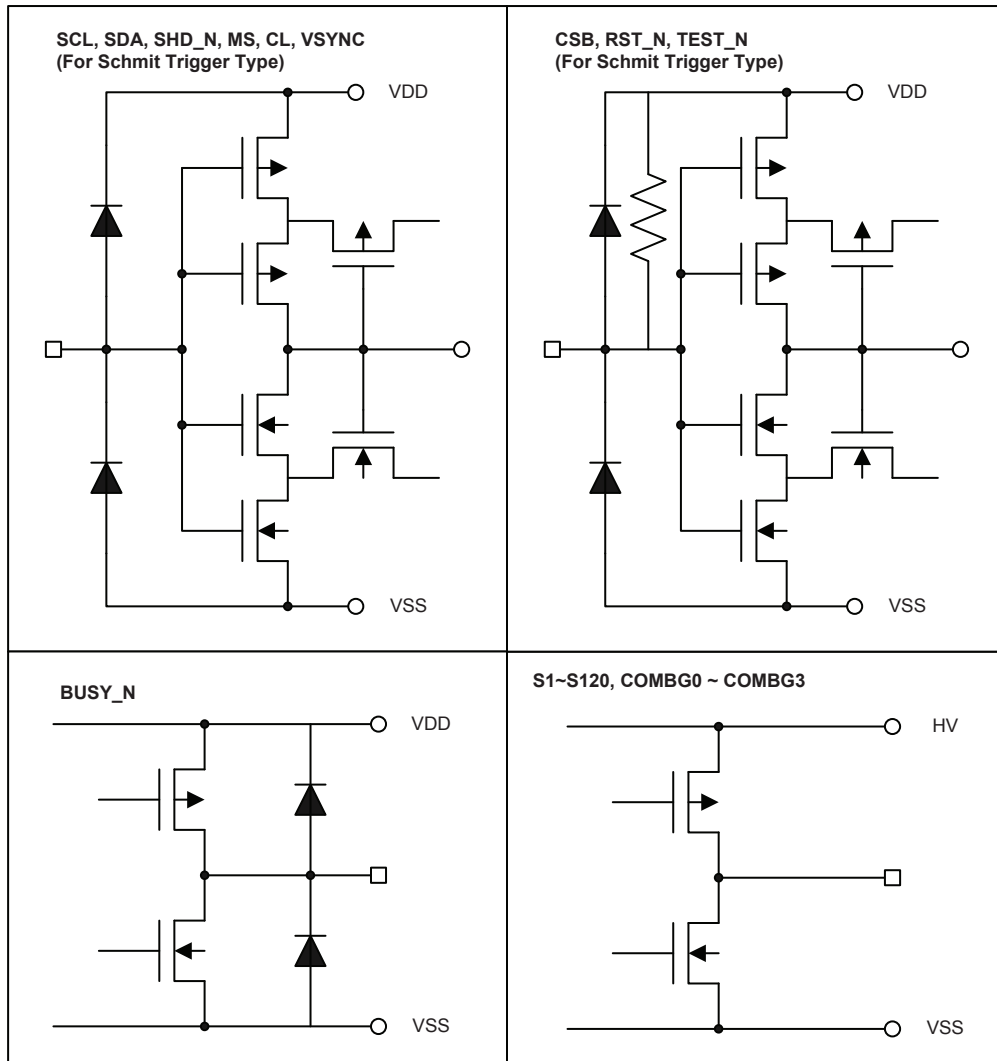 SCL, SDA, SHD_N, MS, CL, VSYNC
(For Schmit Trigger Type)
VDD
VSS
CSB, RST_N, TEST_N
(For Schmit Trigger Type)
VDD
VSS
BUSY_N
VDD
VSS
S1~S120, COMBG0 ~ COMBG3
HV
VSS